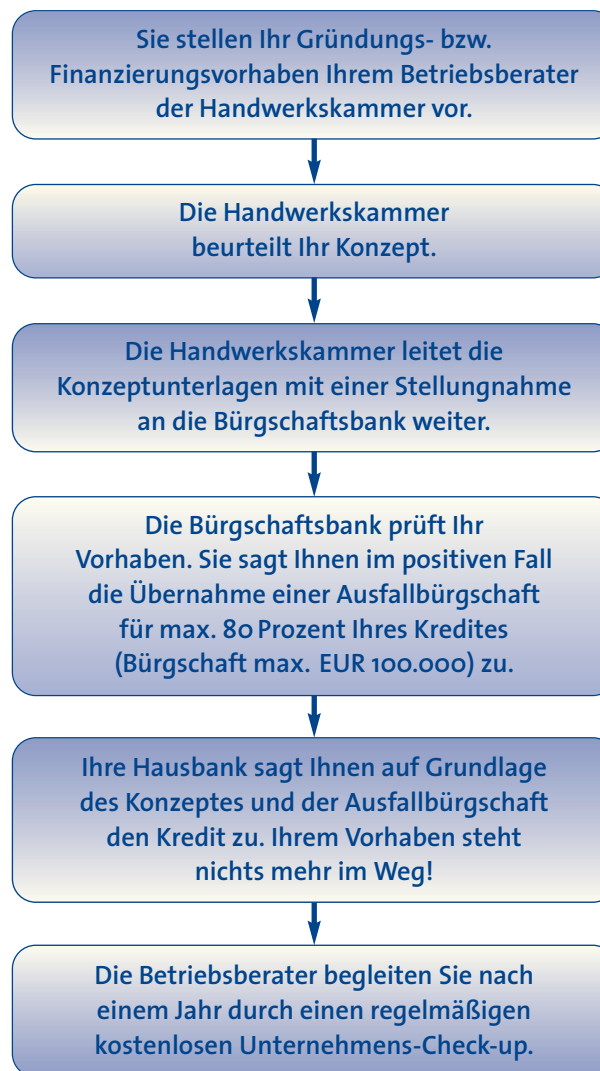 Sie stellen Ihr Gründungs- bzw.
Finanzierungsvorhaben Ihrem Betriebsberater
der Handwerkskammer vor.
Die Handwerkskammer
beurteilt Ihr Konzept.
Die Handwerkskammer leitet die
Konzeptunterlagen mit einer Stellungnahme
an die Bürgschaftsbank weiter.
Die Bürgschaftsbank prüft Ihr
Vorhaben. Sie sagt Ihnen im positiven Fall
die Übernahme einer Ausfallbürgschaft
für max. 80 Prozent Ihres Kredites
(Bürgschaft max. EUR 100.000) zu.
Ihre Hausbank sagt Ihnen auf Grundlage
des Konzeptes und der Ausfallbürgschaft
den Kredit zu. Ihrem Vorhaben steht
nichts mehr im Weg!
Die Betriebsberater begleiten Sie nach
einem Jahr durch einen regelmäßigen
kostenlosen Unternehmens-Check-up.